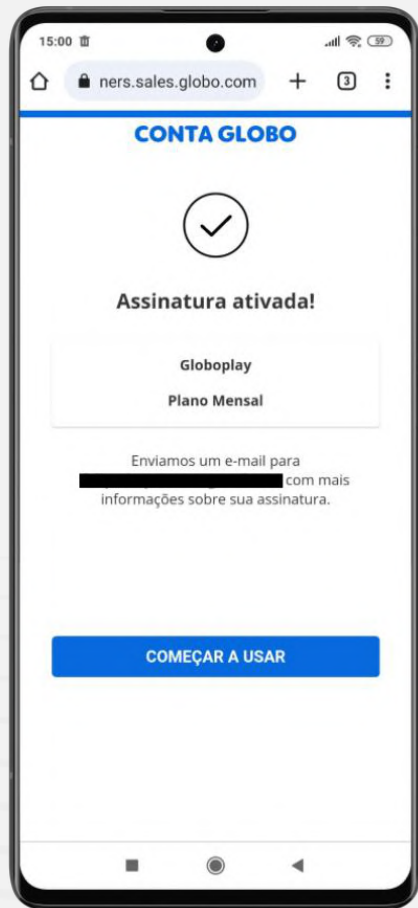 15:00
59
ners.sales.globo.com
3
CONTA GLOBO
Assinatura ativada!
Globoplay
Plano Mensal
Enviamos um e-mail para
com mais
informações sobre sua assinatura.
COMEÇAR A USAR